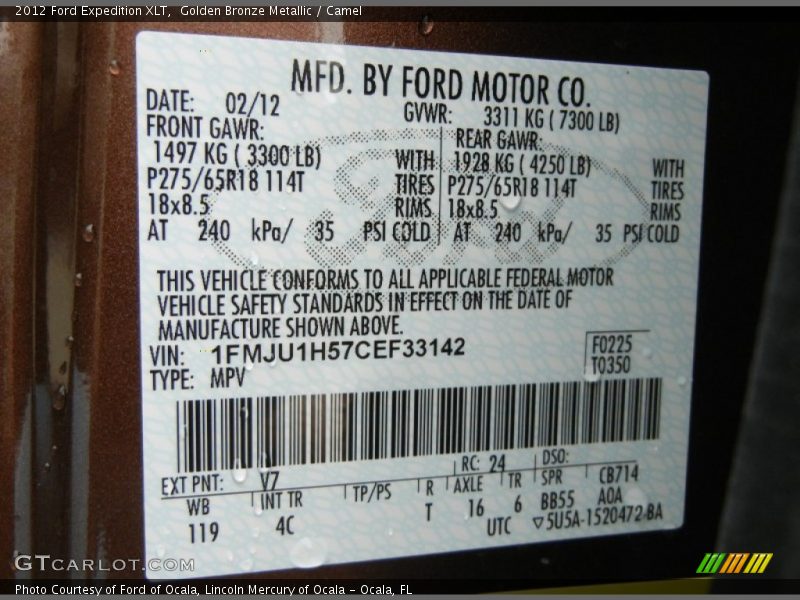 2012 Ford Expedition XLT,  Golden Bronze Metallic / Camel
MFD. BY FORD MOTOR CO.
DATE: 02/12 GVWR: 3311 KG ( 7300 LB)
FRONT GAWR: REAR GAWR:
1497 KG ( 3300 LB) WITH 1928 KG ( 4250 LB) WITH
P275/65R18 114T TIRES P275/65R18 114T TIRES
18x8.5 RIMS 18x8.5 RIMS
AT 240 kPa/ 35 PSI COLD AT 240 kPa/ 35 PSI COLD
THIS VEHICLE CONFORMS TO ALL APPLICABLE FEDERAL MOTOR
VEHICLE SAFETY STANDARDS IN EFFECT ON THE DATE OF
MANUFACTURE SHOWN ABOVE.
VIN: 1FMJU1H57CEF33142 F0225
TYPE: MPV T0350
EXT PNT: V7 RC: 24 DSO:
WB INT TR TP/PS R AXLE TR SPR CB714
119 4C T 16 6 BB55 A0A
UTC ▽5U5A-1520472-BA
GTCARLOT.COM
Photo Courtesy of Ford of Ocala, Lincoln Mercury of Ocala – Ocala, FL